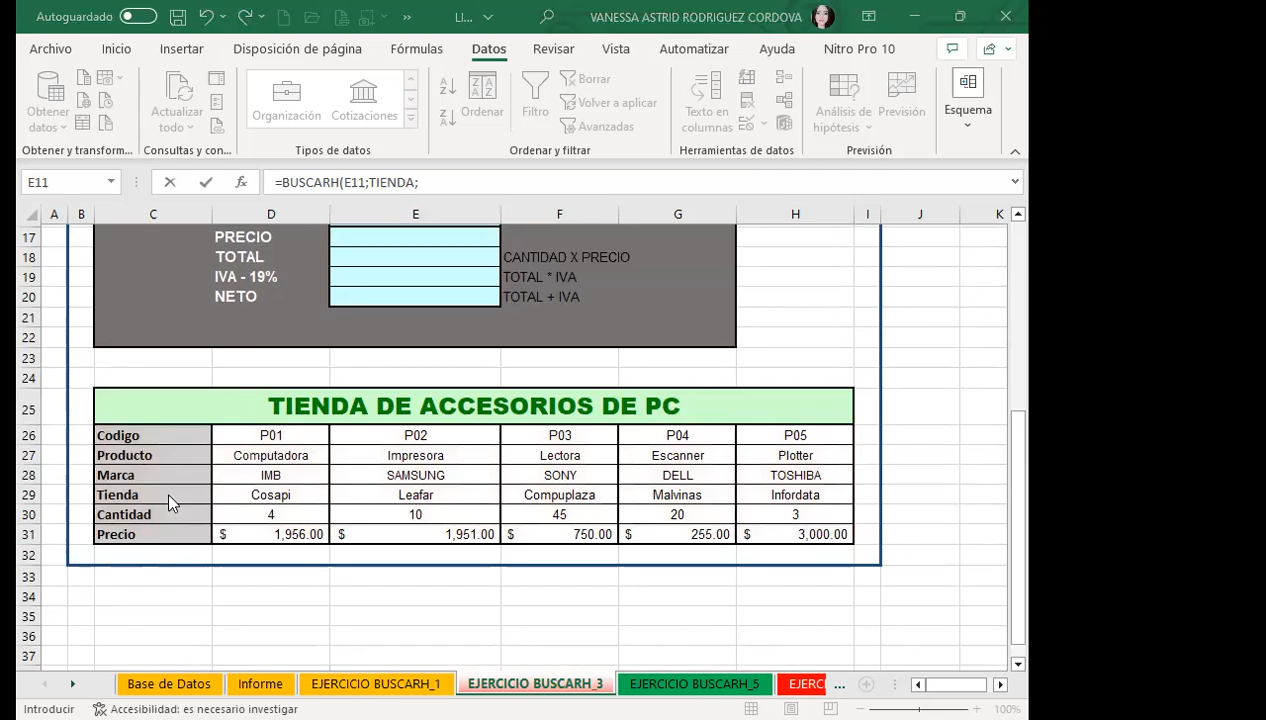 Autoguardado LI... VANESSA ASTRID RODRIGUEZ CORDOVA
Archivo Inicio Insertar Disposición de página Fórmulas Datos Revisar Vista Automatizar Ayuda Nitro Pro 10
Obtener datos Actualizar todo Organización Cotizaciones Ordenar Filtro Borrar Volver a aplicar Avanzadas Texto en columnas Análisis de hipótesis Previsión Esquema
Obtener y transform... Consultas y con... Tipos de datos Ordenar y filtrar Herramientas de datos Previsión
E11 fx =BUSCARH(E11;TIENDA;
A B C D E F G H I J K
17 PRECIO
18 TOTAL CANTIDAD X PRECIO
19 IVA - 19% TOTAL * IVA
20 NETO TOTAL + IVA
21
22
23
24
25 TIENDA DE ACCESORIOS DE PC
26 Codigo P01 P02 P03 P04 P05
27 Producto Computadora Impresora Lectora Escanner Plotter
28 Marca IMB SAMSUNG SONY DELL TOSHIBA
29 Tienda Cosapi Leafar Compuplaza Malvinas Infordata
30 Cantidad 4 10 45 20 3
31 Precio $ 1,956.00 $ 1,951.00 $ 750.00 $ 255.00 $ 3,000.00
32
33
34
35
36
37
Base de Datos Informe EJERCICIO BUSCARH_1 EJERCICIO BUSCARH_3 EJERCICIO BUSCARH_5 EJERC ...
Introducir Accesibilidad: es necesario investigar 100%